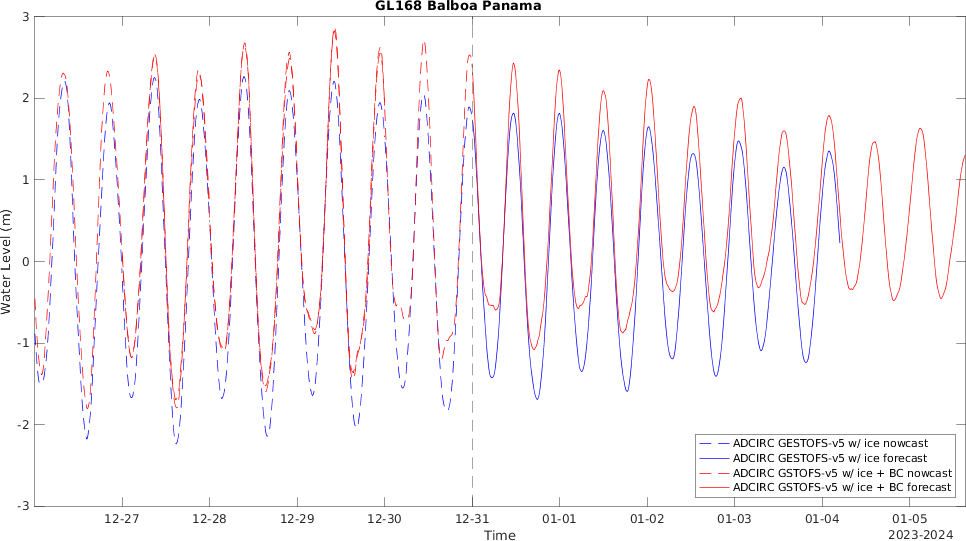 GL168 Balboa Panama
3
2
1
0
-1
-2
-3
Water Level (m)
ADCIRC GESTOFS-v5 w/ ice nowcast
ADCIRC GESTOFS-v5 w/ ice forecast
ADCIRC GSTOFS-v5 w/ ice + BC nowcast
ADCIRC GSTOFS-v5 w/ ice + BC forecast
12-27 12-28 12-29 12-30 12-31 01-01 01-02 01-03 01-04 01-05
Time
2023-2024